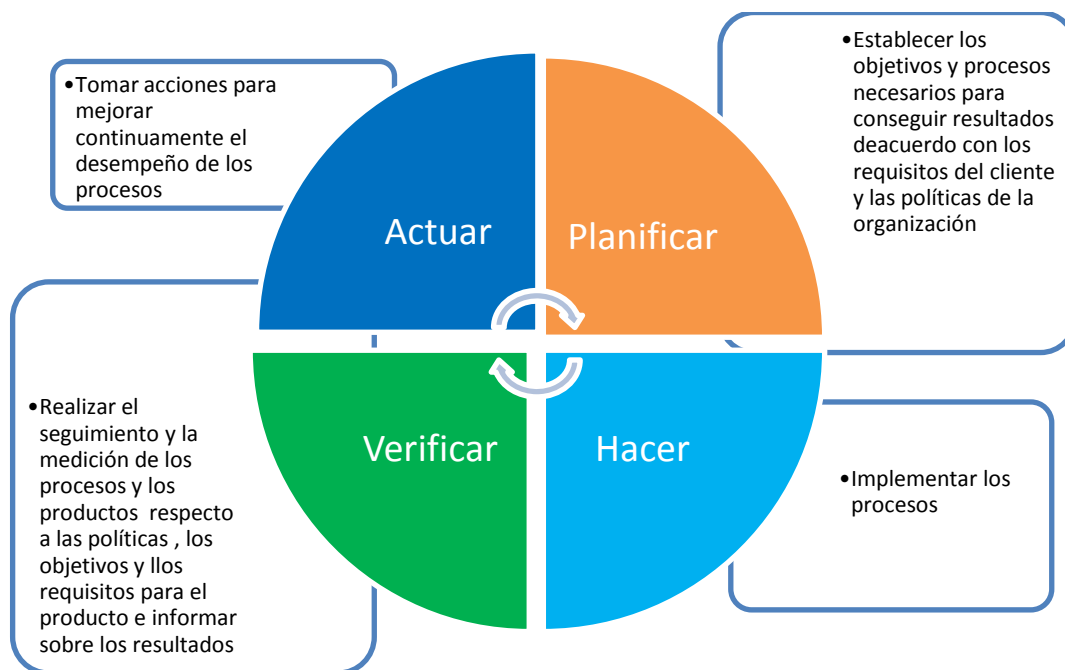 •Tomar acciones para
mejorar
continuamente el
desempeño de los
procesos
Actuar
Planificar
•Establecer los
objetivos y procesos
necesarios para
conseguir resultados
deacuerdo con los
requisitos del cliente
y las políticas de la
organización
•Realizar el
seguimiento y la
medición de los
procesos y los
productos  respecto
a las políticas , los
objetivos y llos
requisitos para el
producto e informar
sobre los resultados
Verificar
Hacer
•Implementar los
procesos